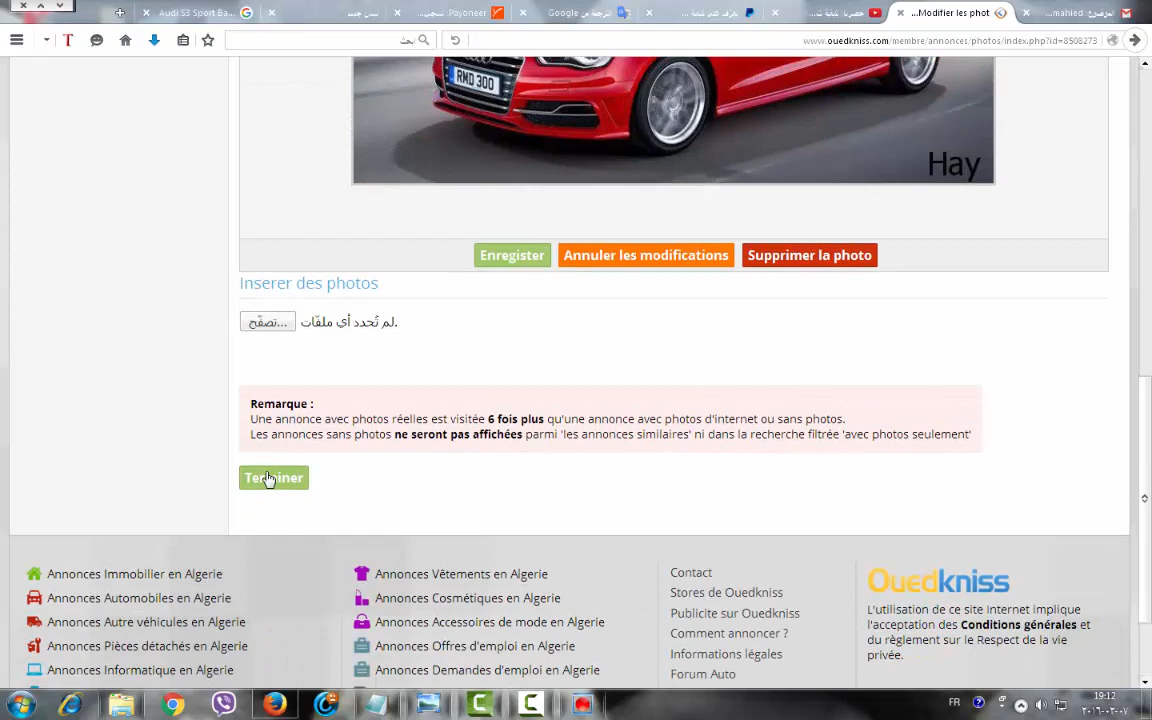 Audi S3 Sport Ba...
Google الترجمة من
Payoneer: تسجي...
Modifier les phot...
www.ouedkniss.com/membre/annonces/photos/index.php?id=8508273
بحث
T
RMD 300
Hay
Enregister
Annuler les modifications
Supprimer la photo
Inserer des photos
تصفّح...
لم تُحدد أي ملفّات.
Remarque :
Une annonce avec photos réelles est visitée 6 fois plus qu'une annonce avec photos d'internet ou sans photos.
Les annonces sans photos ne seront pas affichées parmi 'les annonces similaires' ni dans la recherche filtrée 'avec photos seulement'
Terminer
Annonces Immobilier en Algerie
Annonces Automobiles en Algerie
Annonces Autre véhicules en Algerie
Annonces Pièces détachés en Algerie
Annonces Informatique en Algerie
Annonces Vêtements en Algerie
Annonces Cosmétiques en Algerie
Annonces Accessoires de mode en Algerie
Annonces Offres d'emploi en Algerie
Annonces Demandes d'emploi en Algerie
Contact
Stores de Ouedkniss
Publicite sur Ouedkniss
Comment annoncer ?
Informations légales
Forum Auto
Ouedkniss
L'utilisation de ce site Internet implique
l'acceptation des Conditions générales et
du règlement sur le Respect de la vie
privée.
FR
19:12
٢٠١٦-٠٣-٠٧